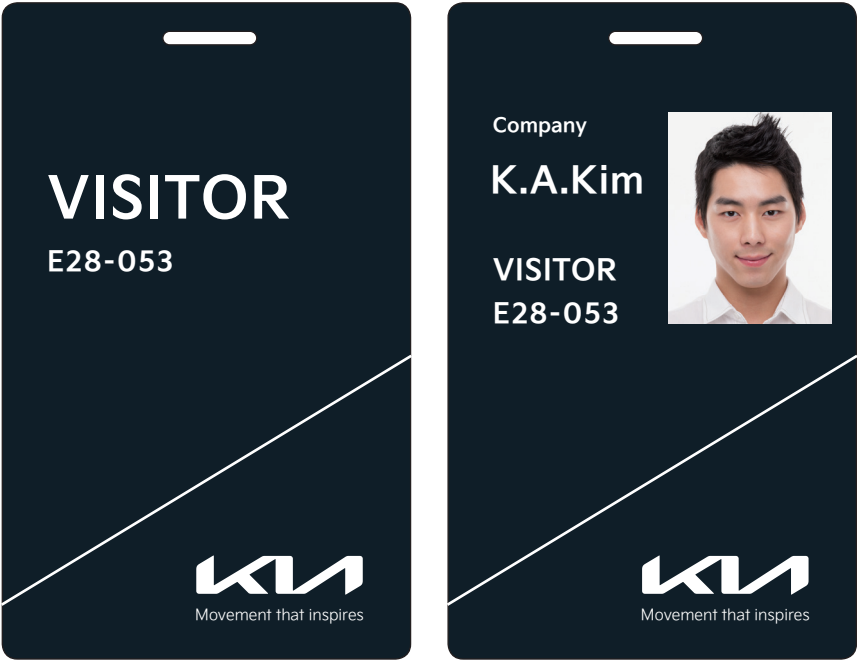 VISITOR
E28-053
KIA
Movement that inspires
Company
K.A.Kim
VISITOR
E28-053
KIA
Movement that inspires